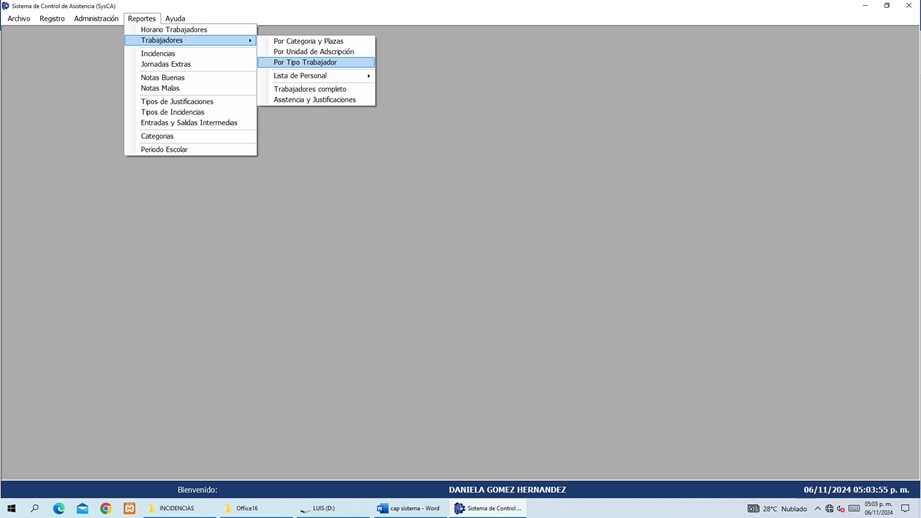 Sistema de Control de Asistencia (SysCA)
Archivo Registro Administración Reportes Ayuda
Horario Trabajadores
Trabajadores
Incidencias
Jornadas Extras
Notas Buenas
Notas Malas
Tipos de Justificaciones
Tipos de Incidencias
Entradas y Salidas Intermedias
Categorias
Periodo Escolar
Por Categoria y Plazas
Por Unidad de Adscripción
Por Tipo Trabajador
Lista de Personal
Trabajadores completo
Asistencia y Justificaciones
Bienvenido: DANIELA GOMEZ HERNANDEZ 06/11/2024 05:03:55 p. m.
INCIDENCIAS Office16 LUIS (D:) cap sistema - Word Sistema de Control ... 28°C Nublado 05:03 p. m.
06/11/2024